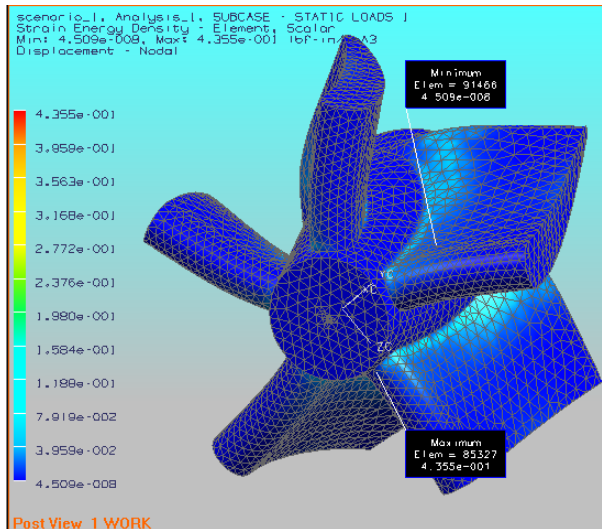 scenario_1, Analysis_1, SUBCASE - STATIC LOADS 1
Strain Energy Density - Element, Scalar
Min: 4.509e-008, Max: 4.355e-001 lbf-in/in^3
Displacement - Nodal
Minimum
Elem = 91466
4.509e-008
4.355e-001
3.959e-001
3.563e-001
3.168e-001
2.772e-001
2.376e-001
1.980e-001
1.584e-001
1.188e-001
7.919e-002
3.959e-002
4.509e-008
YC
XC
ZC
Maximum
Elem = 85327
4.355e-001
Post View 1 WORK